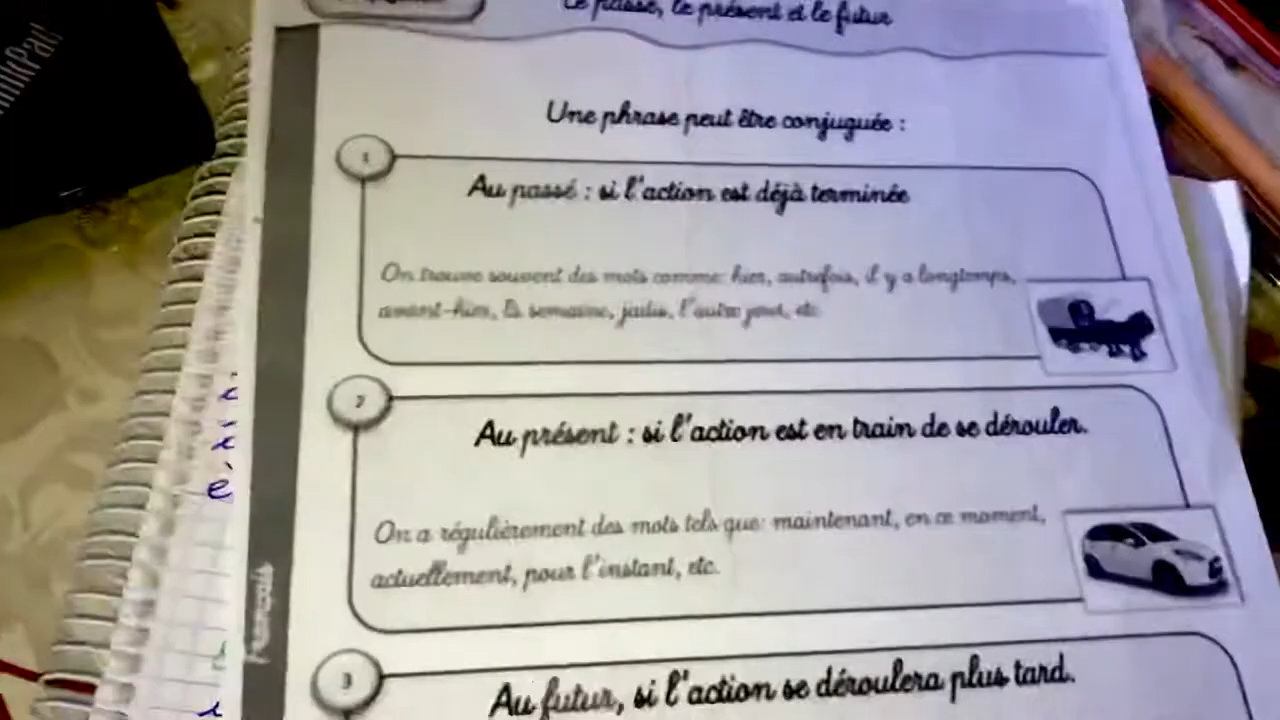 Le passé, le présent et le futur
Une phrase peut être conjuguée :
1
Au passé : si l'action est déjà terminée
On trouve souvent des mots comme: hier, autrefois, il y a longtemps,
avant-hier, la semaine, jadis, l'autre jour, etc
2
Au présent : si l'action est en train de se dérouler.
On a régulièrement des mots tels que: maintenant, en ce moment,
actuellement, pour l'instant, etc.
3
Au futur, si l'action se déroulera plus tard.
Français